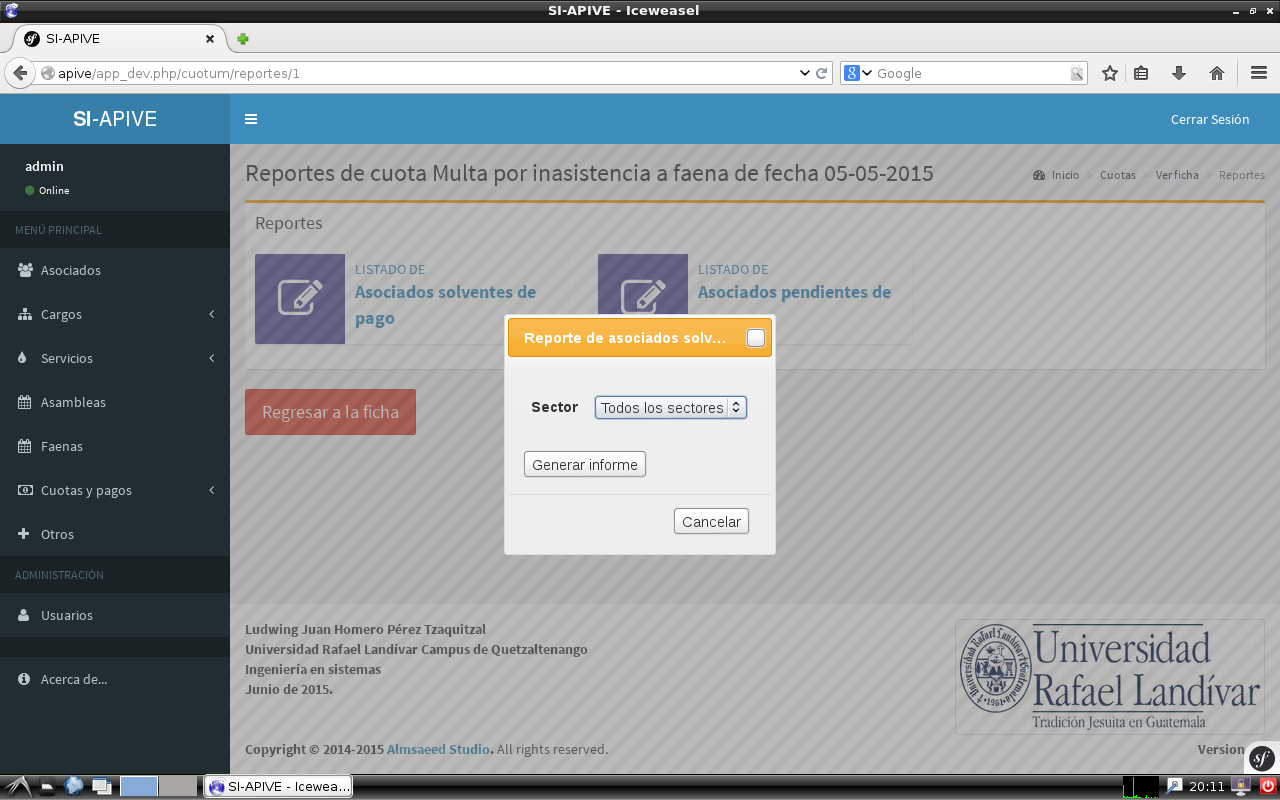 SI-APIVE - Iceweasel
SI-APIVE
apive/app_dev.php/cuotum/reportes/1
Google
SI-APIVE
Cerrar Sesión
admin
Online
MENÚ PRINCIPAL
Asociados
Cargos
Servicios
Asambleas
Faenas
Cuotas y pagos
Otros
ADMINISTRACIÓN
Usuarios
Acerca de...
Reportes de cuota Multa por inasistencia a faena de fecha 05-05-2015
Inicio > Cuotas > Ver ficha > Reportes
Reportes
LISTADO DE
Asociados solventes de
pago
LISTADO DE
Asociados pendientes de
Regresar a la ficha
Reporte de asociados solv...
Sector
Todos los sectores
Generar informe
Cancelar
Ludwing Juan Homero Pérez Tzaquitzal
Universidad Rafael Landívar Campus de Quetzaltenango
Ingeniería en sistemas
Junio de 2015.
Universidad
Rafael Landívar
Tradición Jesuita en Guatemala
Copyright © 2014-2015 Almsaeed Studio. All rights reserved.
Version
SI-APIVE - Icewea...
20:11